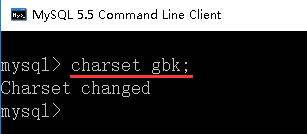 MySQL 5.5 Command Line Client
mysql> charset gbk;
Charset changed
mysql>